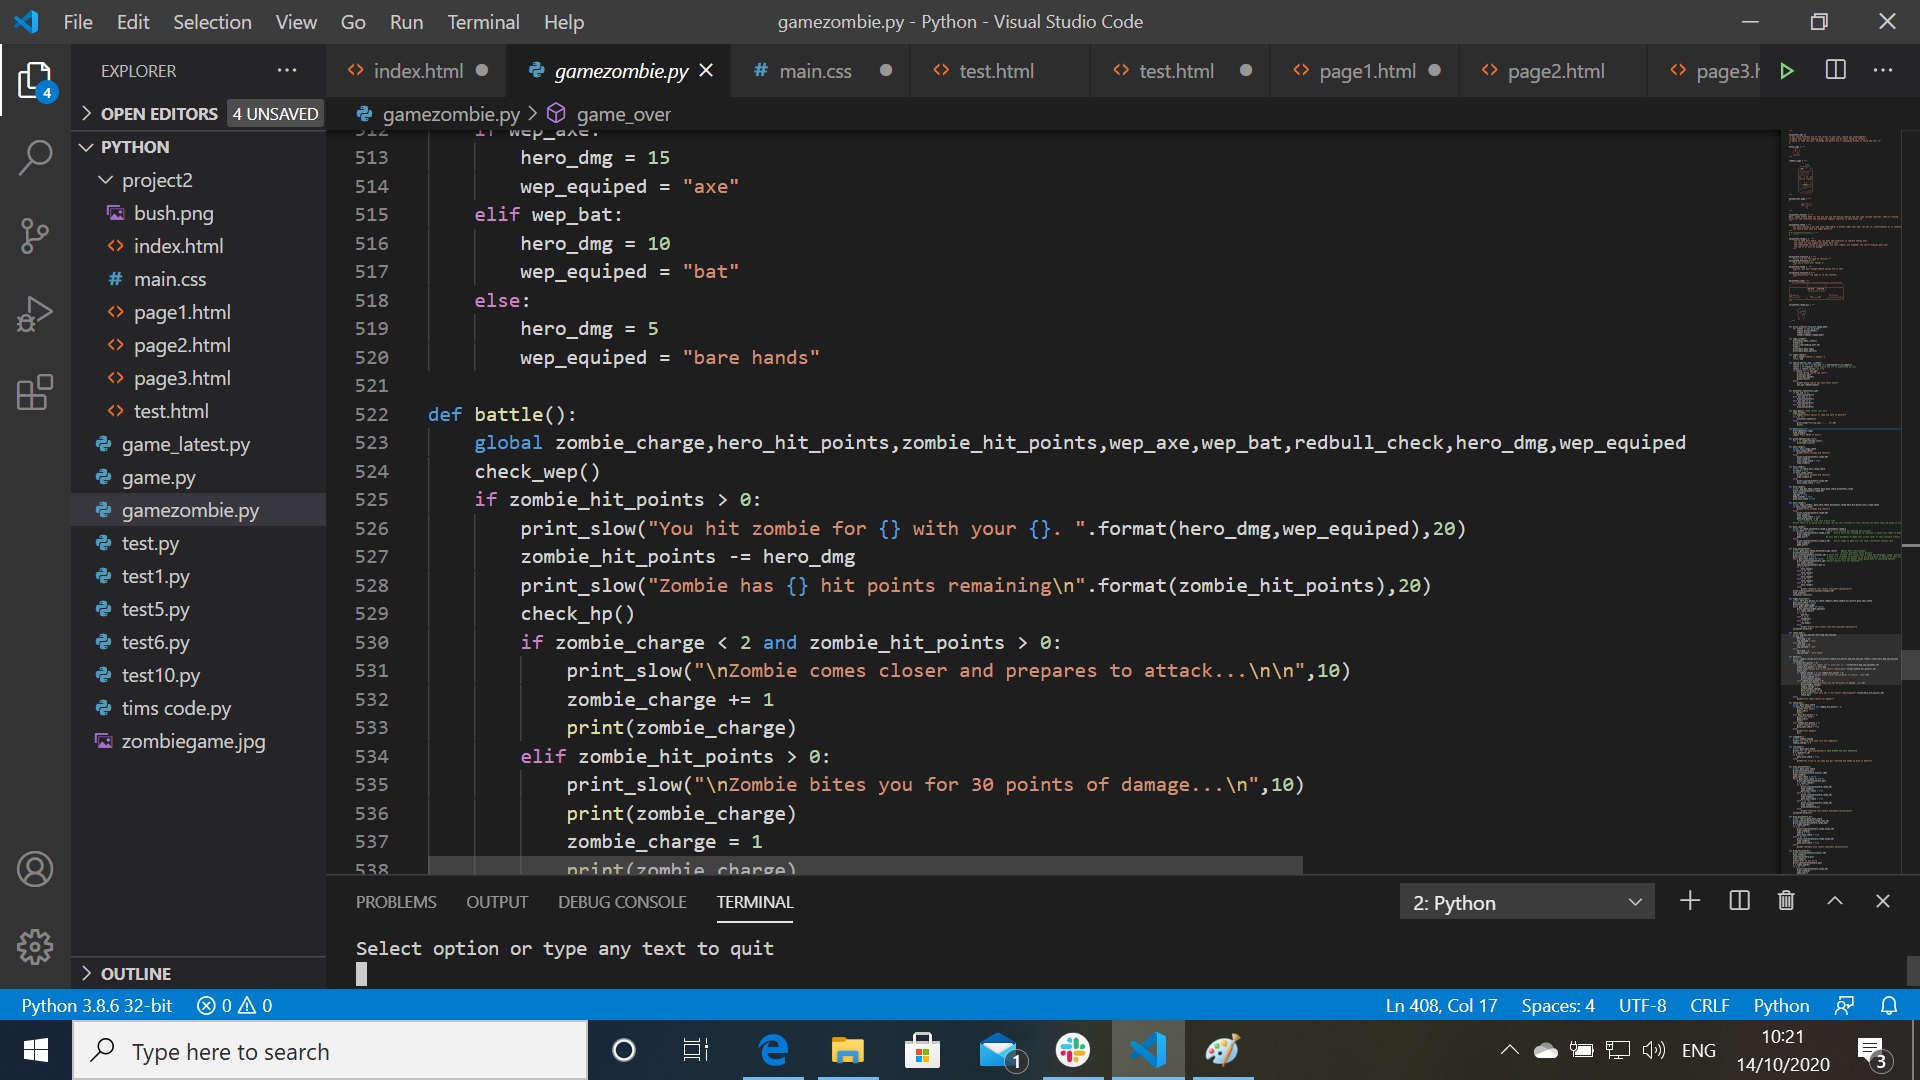 File Edit Selection View Go Run Terminal Help
gamezombie.py - Python - Visual Studio Code
EXPLORER
index.html
gamezombie.py
# main.css
test.html
test.html
page1.html
page2.html
page3.h
4
OPEN EDITORS 4 UNSAVED
PYTHON
project2
bush.png
index.html
# main.css
page1.html
page2.html
page3.html
test.html
game_latest.py
game.py
gamezombie.py
test.py
test1.py
test5.py
test6.py
test10.py
tims code.py
zombiegame.jpg
OUTLINE
gamezombie.py > game_over
512 if wep_axe:
513 hero_dmg = 15
514 wep_equiped = "axe"
515 elif wep_bat:
516 hero_dmg = 10
517 wep_equiped = "bat"
518 else:
519 hero_dmg = 5
520 wep_equiped = "bare hands"
521
522 def battle():
523 global zombie_charge,hero_hit_points,zombie_hit_points,wep_axe,wep_bat,redbull_check,hero_dmg,wep_equiped
524 check_wep()
525 if zombie_hit_points > 0:
526 print_slow("You hit zombie for {} with your {}. ".format(hero_dmg,wep_equiped),20)
527 zombie_hit_points -= hero_dmg
528 print_slow("Zombie has {} hit points remaining\n".format(zombie_hit_points),20)
529 check_hp()
530 if zombie_charge < 2 and zombie_hit_points > 0:
531 print_slow("\nZombie comes closer and prepares to attack...\n\n",10)
532 zombie_charge += 1
533 print(zombie_charge)
534 elif zombie_hit_points > 0:
535 print_slow("\nZombie bites you for 30 points of damage...\n",10)
536 print(zombie_charge)
537 zombie_charge = 1
538 print(zombie_charge)
PROBLEMS OUTPUT DEBUG CONSOLE TERMINAL
2: Python
Select option or type any text to quit
Python 3.8.6 32-bit 0 0
Ln 408, Col 17 Spaces: 4 UTF-8 CRLF Python
Type here to search
1
ENG
10:21
14/10/2020
3